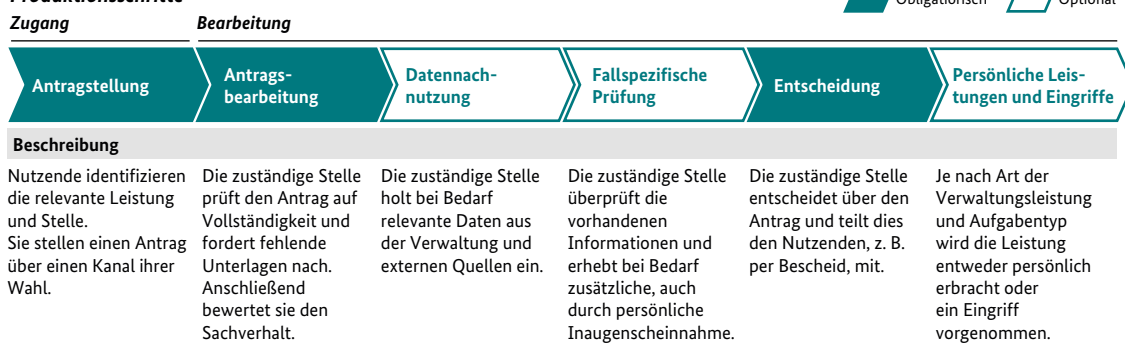 Produktionsschritte
Obligatorisch
Optional
Zugang
Bearbeitung
Antragstellung
Antrags-
bearbeitung
Datennach-
nutzung
Fallspezifische
Prüfung
Entscheidung
Persönliche Leis-
tungen und Eingriffe
Beschreibung
Nutzende identifizieren
die relevante Leistung
und Stelle.
Sie stellen einen Antrag
über einen Kanal ihrer
Wahl.
Die zuständige Stelle
prüft den Antrag auf
Vollständigkeit und
fordert fehlende
Unterlagen nach.
Anschließend
bewertet sie den
Sachverhalt.
Die zuständige Stelle
holt bei Bedarf
relevante Daten aus
der Verwaltung und
externen Quellen ein.
Die zuständige Stelle
überprüft die
vorhandenen
Informationen und
erhebt bei Bedarf
zusätzliche, auch
durch persönliche
Inaugenscheinnahme.
Die zuständige Stelle
entscheidet über den
Antrag und teilt dies
den Nutzenden, z. B.
per Bescheid, mit.
Je nach Art der
Verwaltungsleistung
und Aufgabentyp
wird die Leistung
entweder persönlich
erbracht oder
ein Eingriff
vorgenommen.